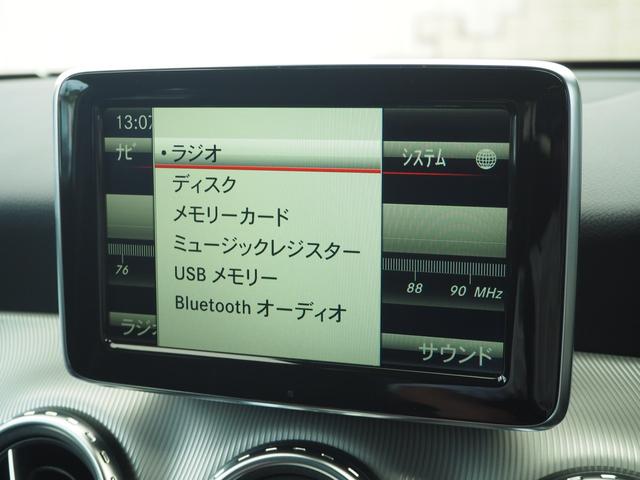 13:07
ナビ
ラジオ
システム
ディスク
メモリーカード
ミュージックレジスター
USB メモリー
Bluetooth オーディオ
76
88 90 MHz
ラジ
サウンド